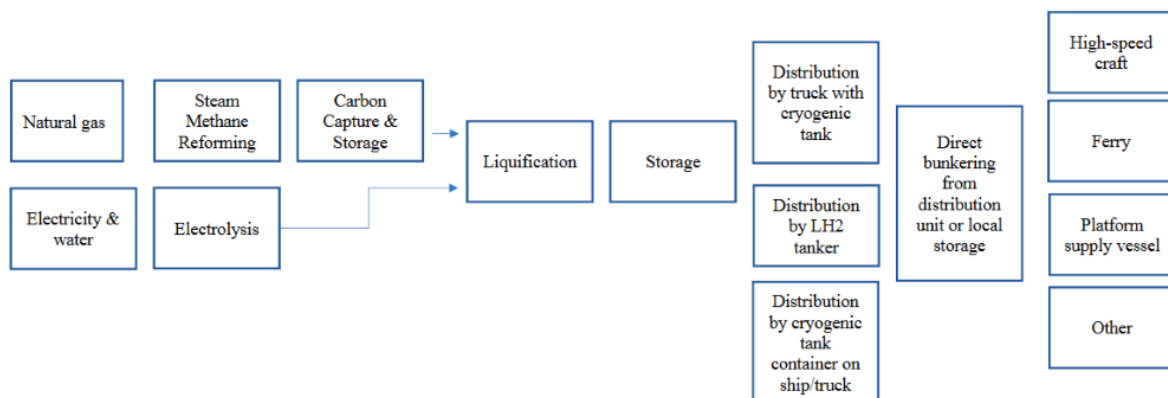 Natural gas
Steam
Methane
Reforming
Carbon
Capture &
Storage
Electricity &
water
Electrolysis
Liquification
Storage
Distribution
by truck with
cryogenic
tank
Distribution
by LH2
tanker
Distribution
by cryogenic
tank
container on
ship/truck
Direct
bunkering
from
distribution
unit or local
storage
High-speed
craft
Ferry
Platform
supply vessel
Other